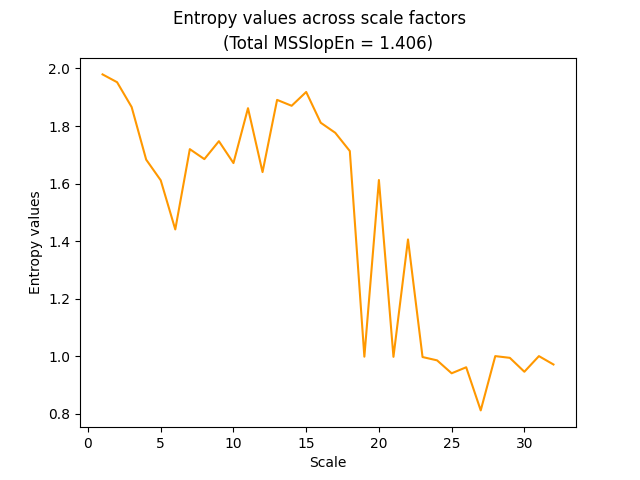 Entropy values across scale factors
(Total MSSlopEn = 1.406)
2.0
1.8
1.6
1.4
1.2
1.0
0.8
Entropy values
0 5 10 15 20 25 30
Scale